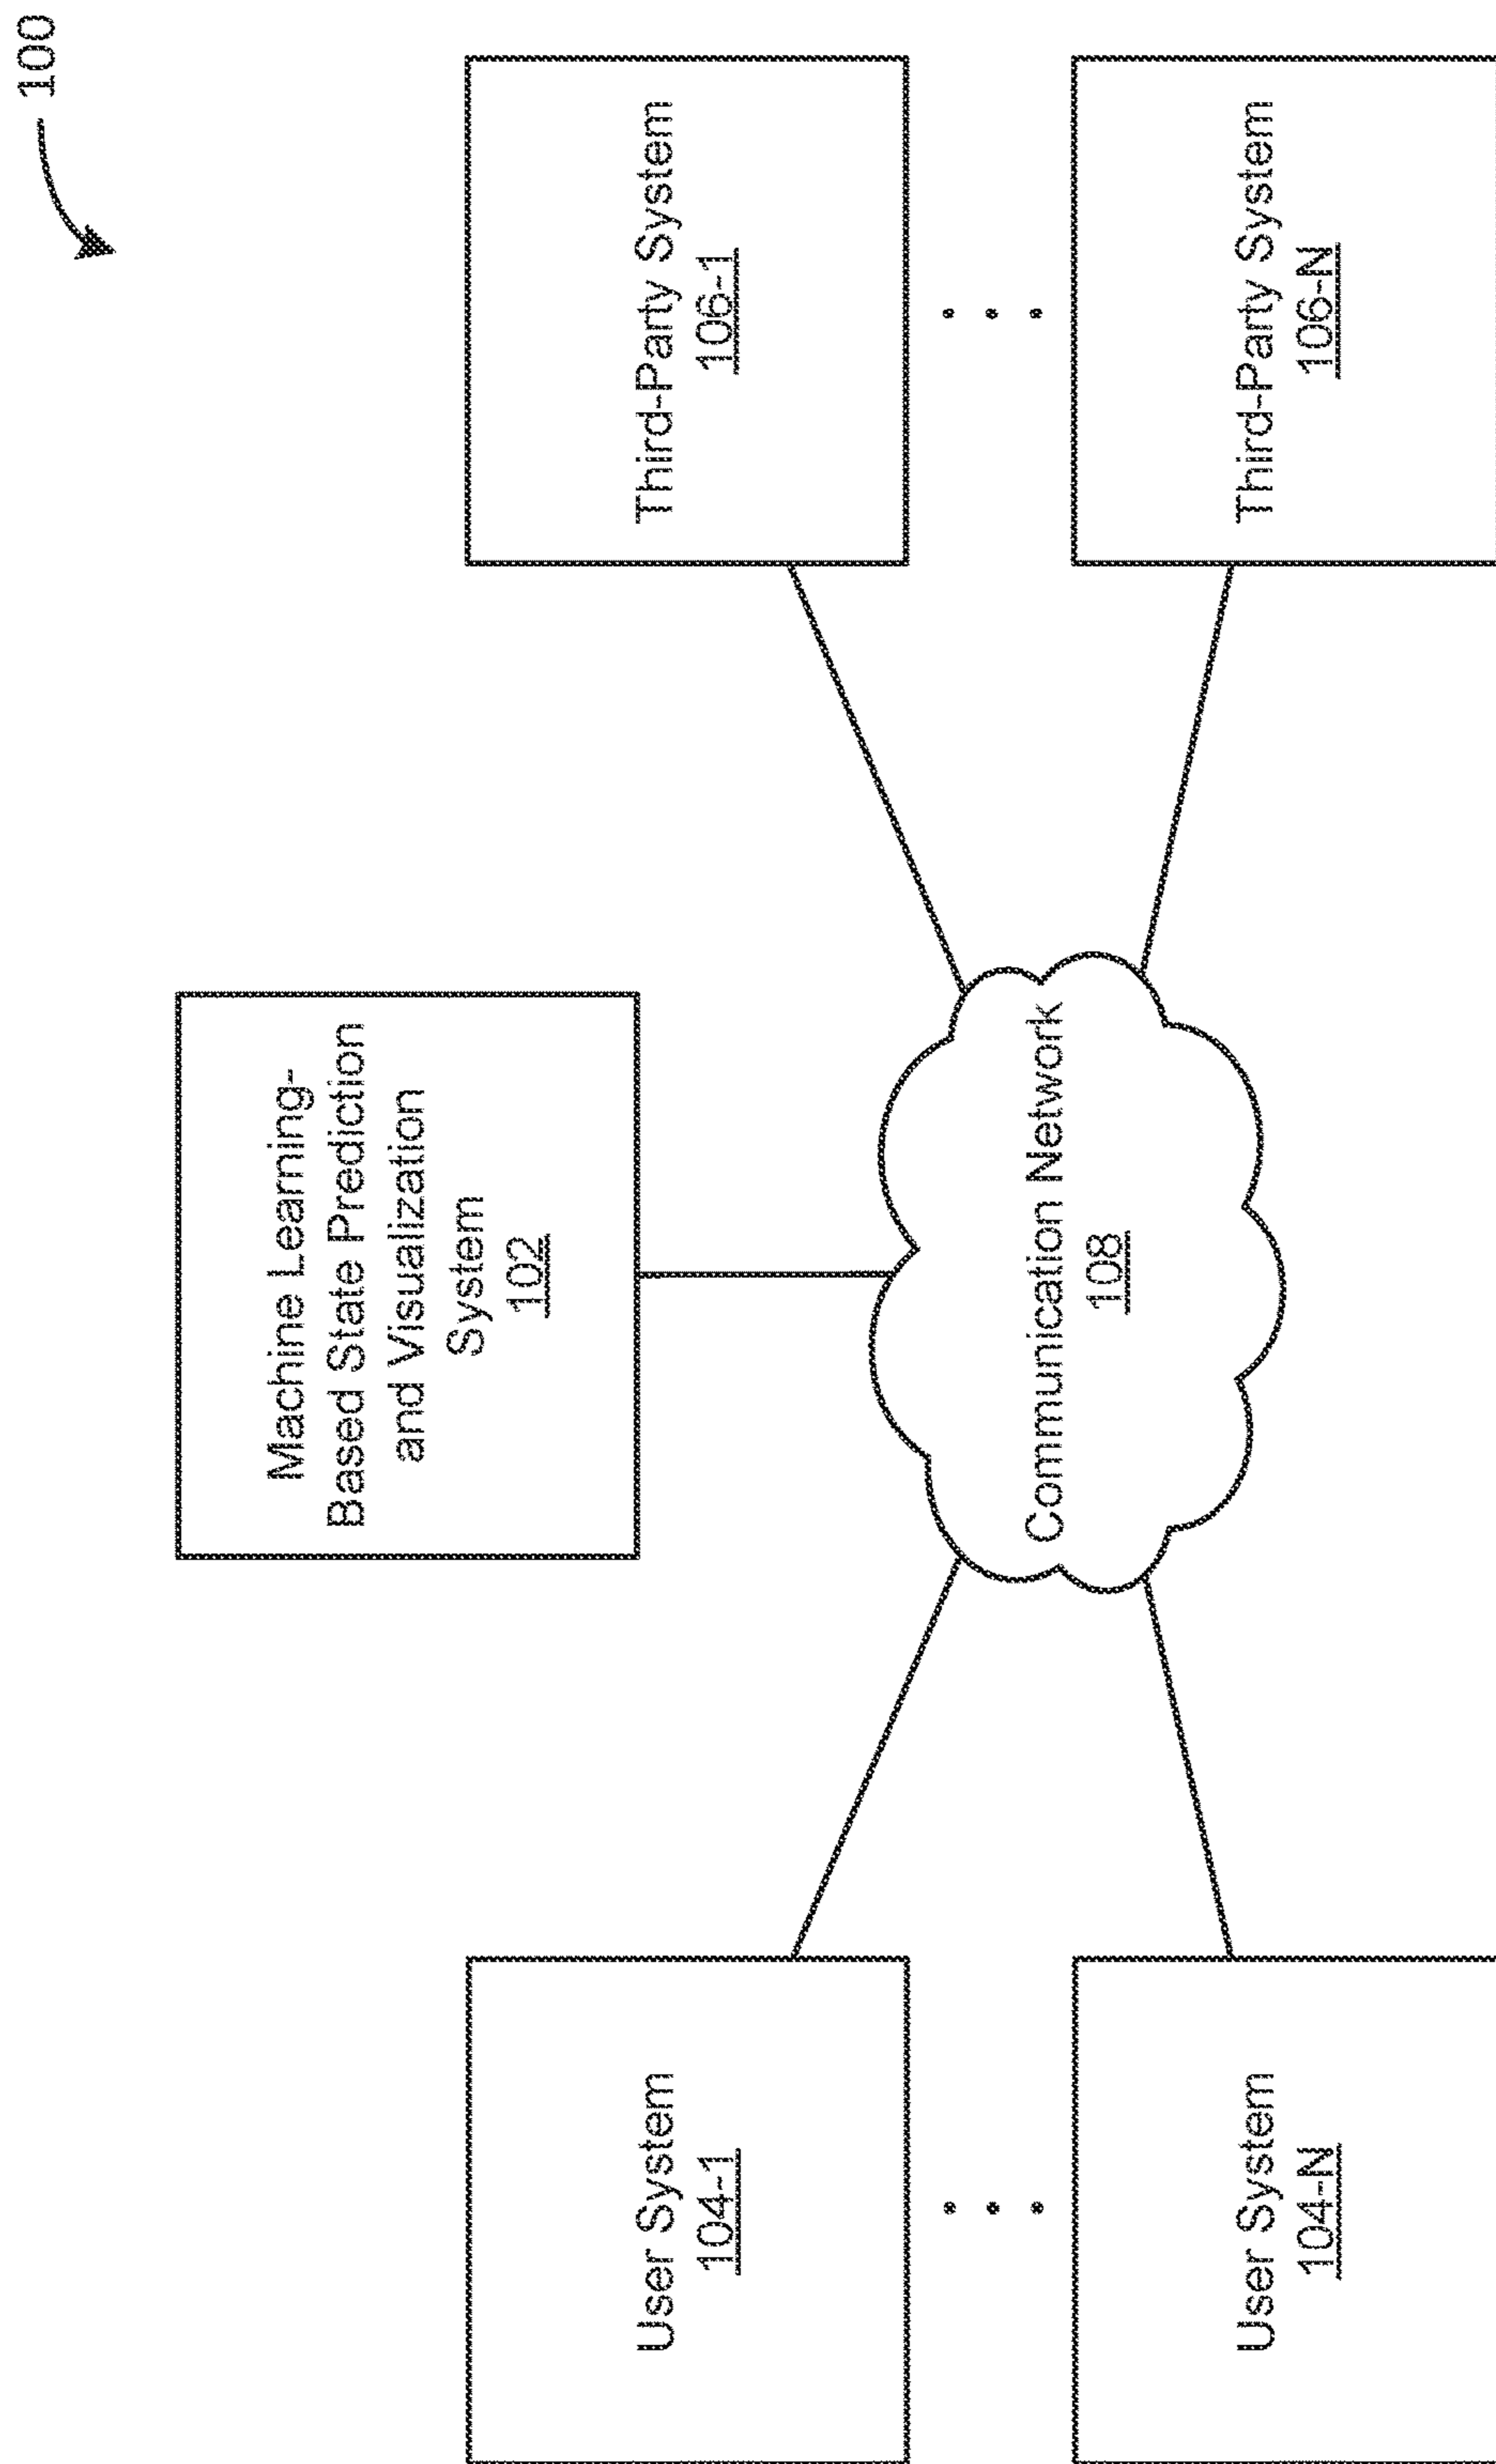 100
Machine Learning-
Based State Prediction
and Visualization
System
102
User System
104-1
Third-Party System
106-1
Communication Network
108
User System
104-N
Third-Party System
106-N